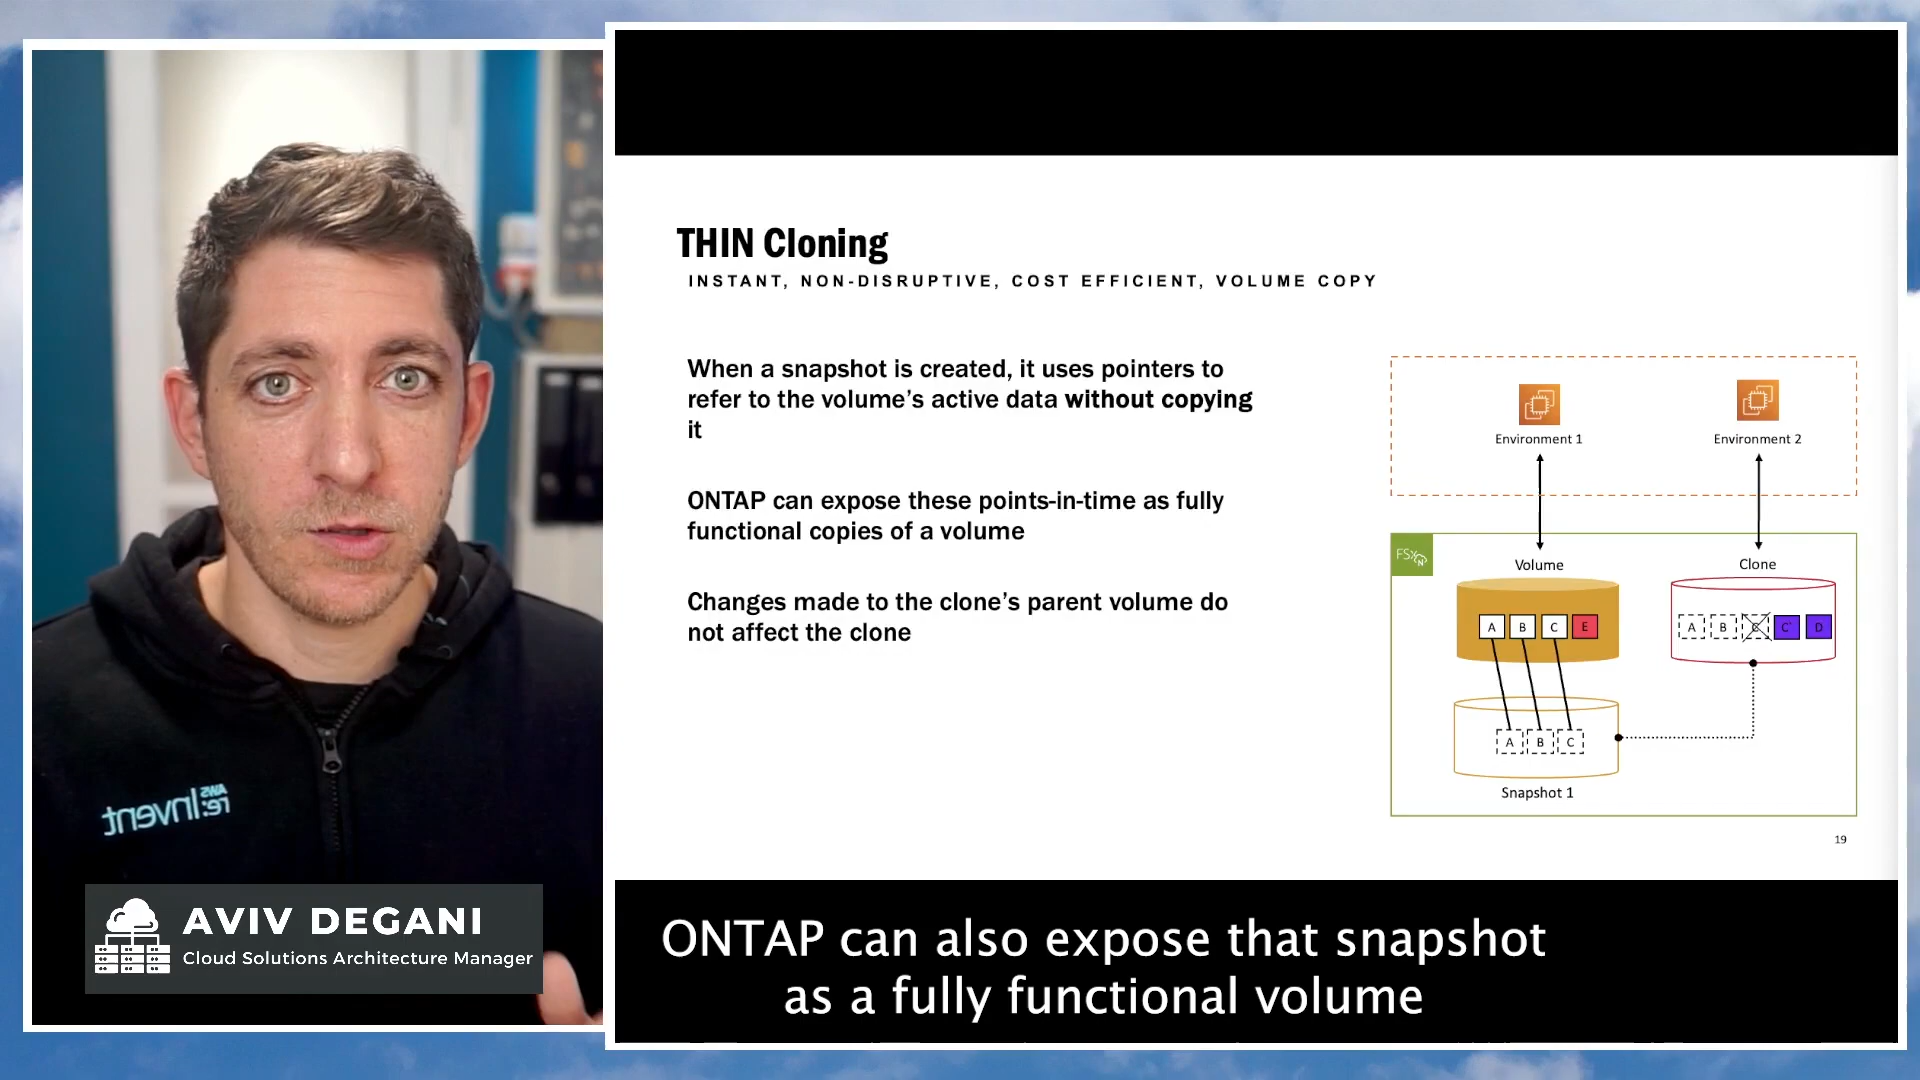 THIN Cloning
INSTANT, NON-DISRUPTIVE, COST EFFICIENT, VOLUME COPY
When a snapshot is created, it uses pointers to
refer to the volume's active data without copying
it
ONTAP can expose these points-in-time as fully
functional copies of a volume
Changes made to the clone's parent volume do
not affect the clone
Environment 1
Environment 2
FSx
N
Volume
Clone
A B C E
A B C C` D
A B C
Snapshot 1
19
AWS
re:Invent
AVIV DEGANI
Cloud Solutions Architecture Manager
ONTAP can also expose that snapshot
as a fully functional volume